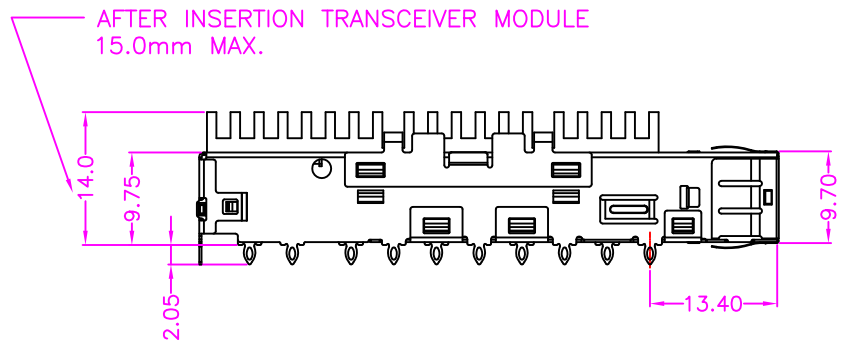 AFTER INSERTION TRANSCEIVER MODULE
15.0mm MAX.
14.0
9.75
2.05
9.70
13.40